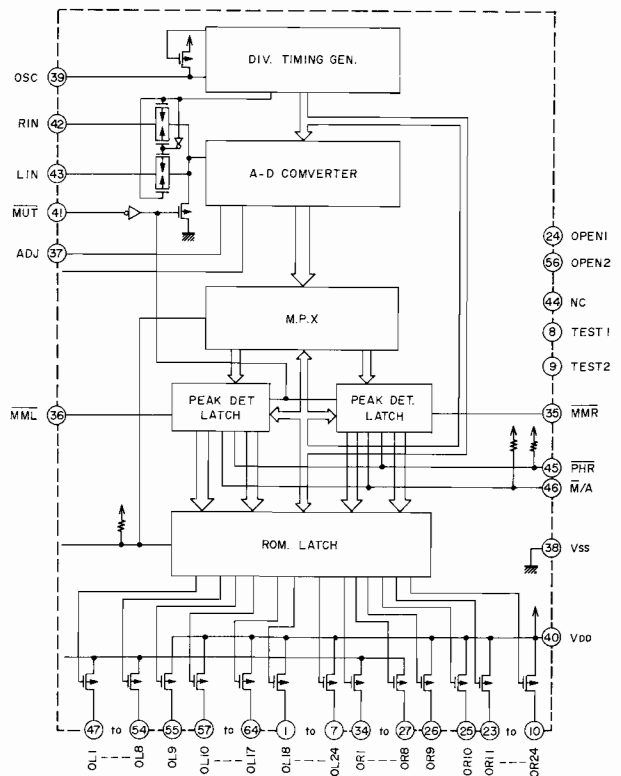 DIV. TIMING GEN.
OSC 39
RIN 42
LIN 43
A-D COMVERTER
MUT 41
ADJ 37
24 OPEN1
56 OPEN2
44 NC
8 TEST1
9 TEST2
M.P.X
MML 36
PEAK DET
LATCH
PEAK DET.
LATCH
35 MMR
45 PHR
46 M/A
ROM. LATCH
38 VSS
40 VDD
47 to 54 55 57 to 64 1 to 7 34 to 27 26 25 23 to 10
OL1 ---- OL8 OL9 OL10 ---- OL17 OL18 ---- OL24 OR1 ---- OR8 OR9 OR10 OR11 ---- OR24